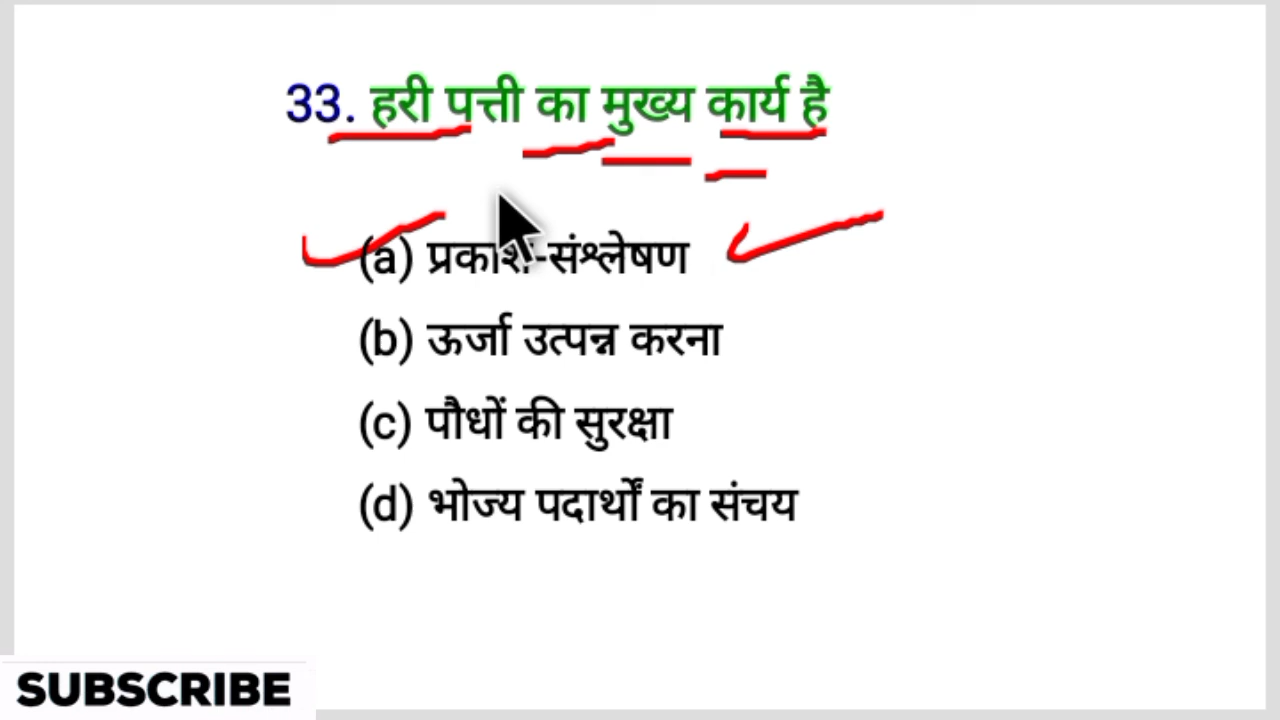 33. हरी पत्ती का मुख्य कार्य है
(a) प्रकाश-संश्लेषण
(b) ऊर्जा उत्पन्न करना
(c) पौधों की सुरक्षा
(d) भोज्य पदार्थों का संचय
SUBSCRIBE